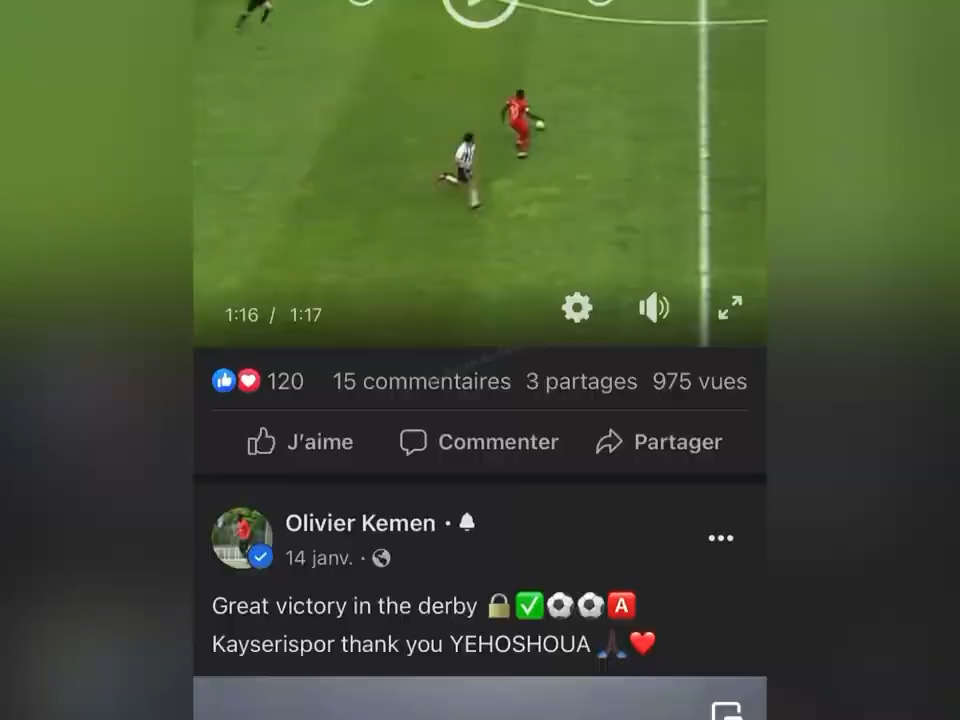 1:16 / 1:17
120 15 commentaires 3 partages 975 vues
J'aime Commenter Partager
Olivier Kemen ·
14 janv. ·
Great victory in the derby 🔒✅⚽⚽🅰
Kayserispor thank you YEHOSHOUA 🙏🏿❤️